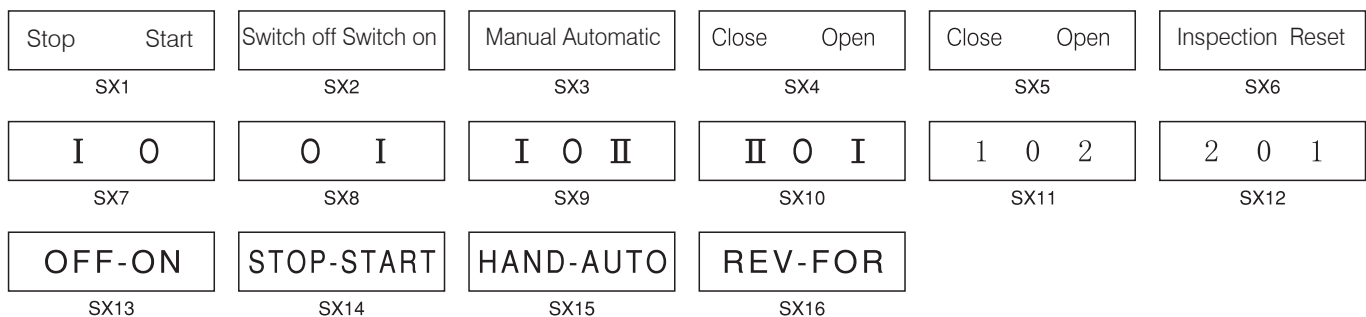 Stop Start Switch off Switch on Manual Automatic Close Open Close Open Inspection Reset
SX1 SX2 SX3 SX4 SX5 SX6
I O O I I O II II O I 1 0 2 2 0 1
SX7 SX8 SX9 SX10 SX11 SX12
OFF-ON STOP-START HAND-AUTO REV-FOR
SX13 SX14 SX15 SX16